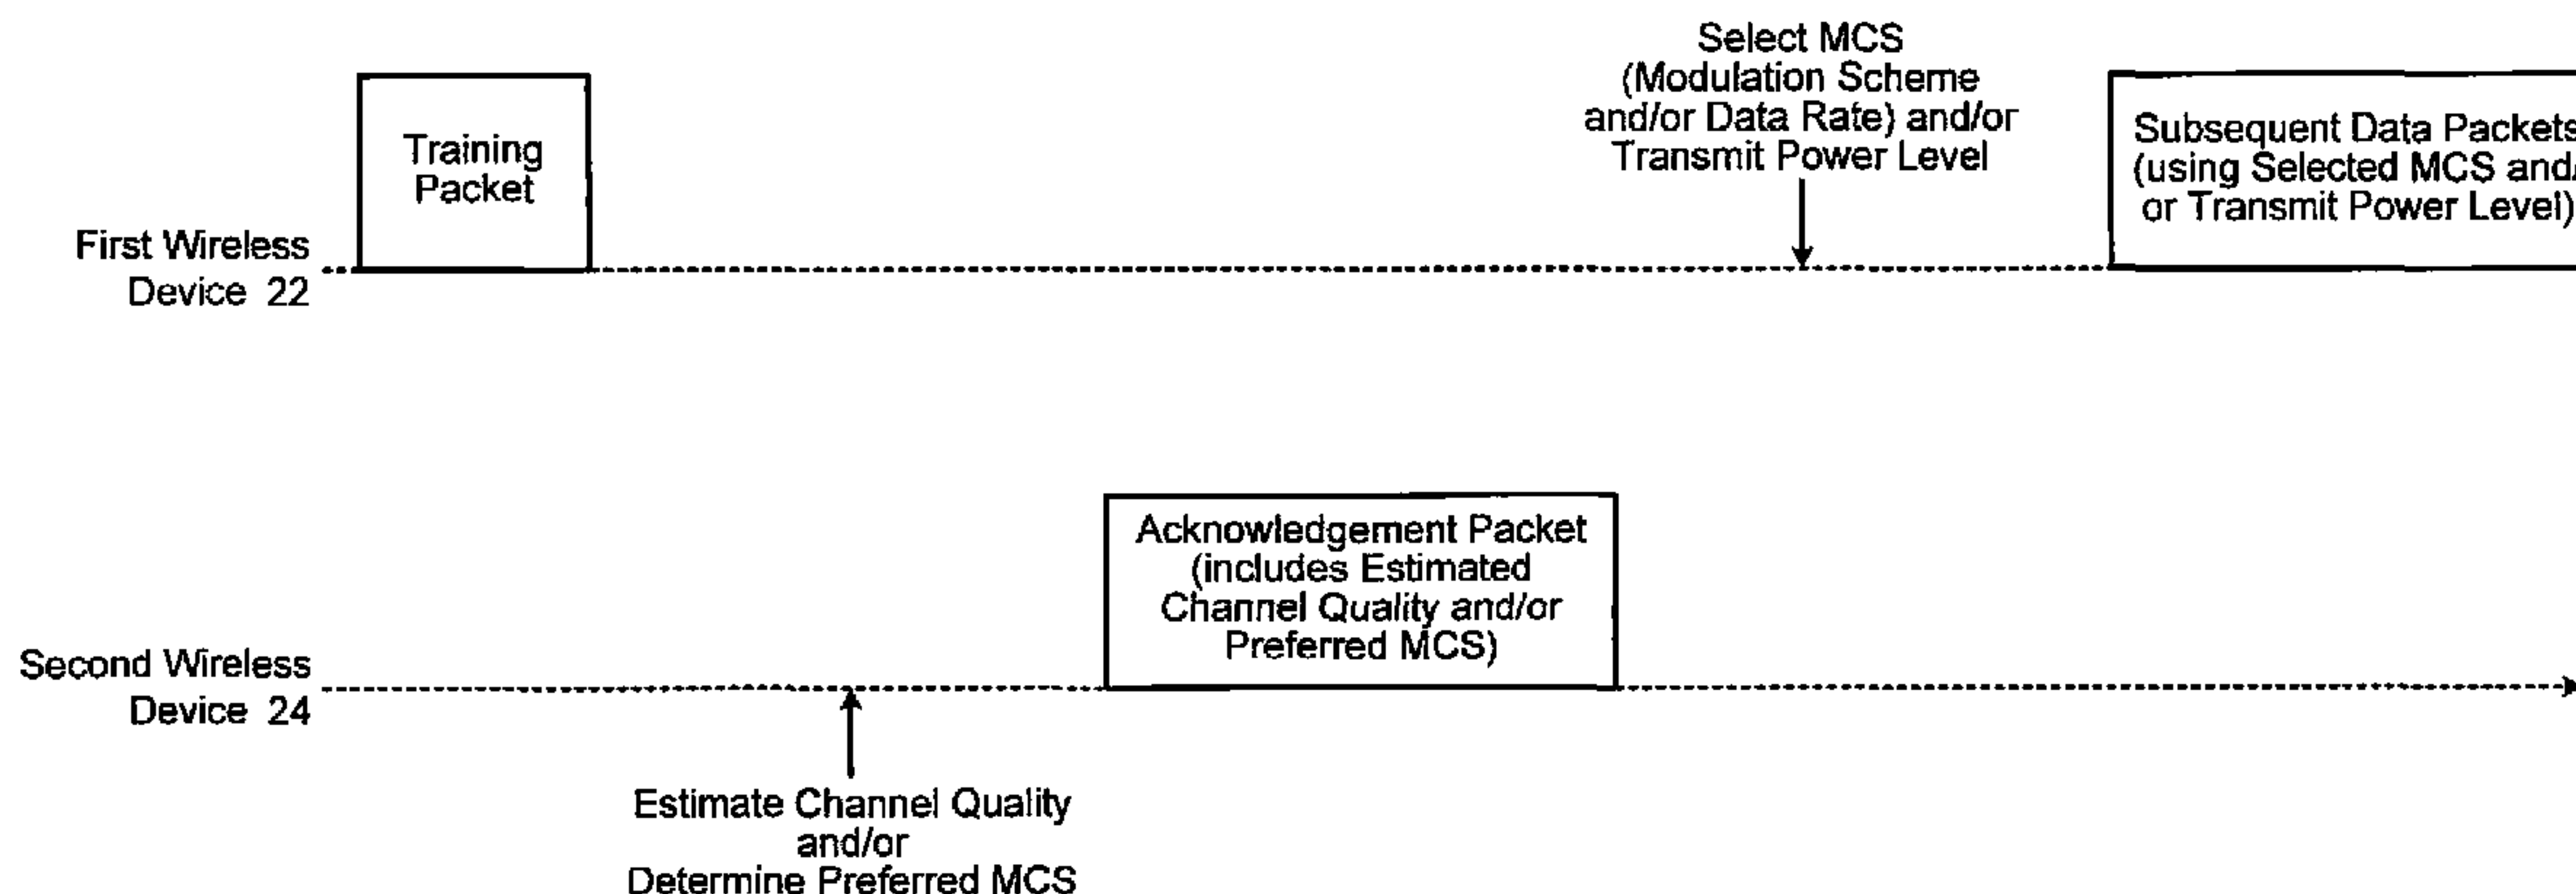 Select MCS
(Modulation Scheme
and/or Data Rate) and/or
Transmit Power Level
Training
Packet
Subsequent Data Packets
(using Selected MCS and/
or Transmit Power Level)
First Wireless
Device 22
Acknowledgement Packet
(includes Estimated
Channel Quality and/or
Preferred MCS)
Second Wireless
Device 24
Estimate Channel Quality
and/or
Determine Preferred MCS